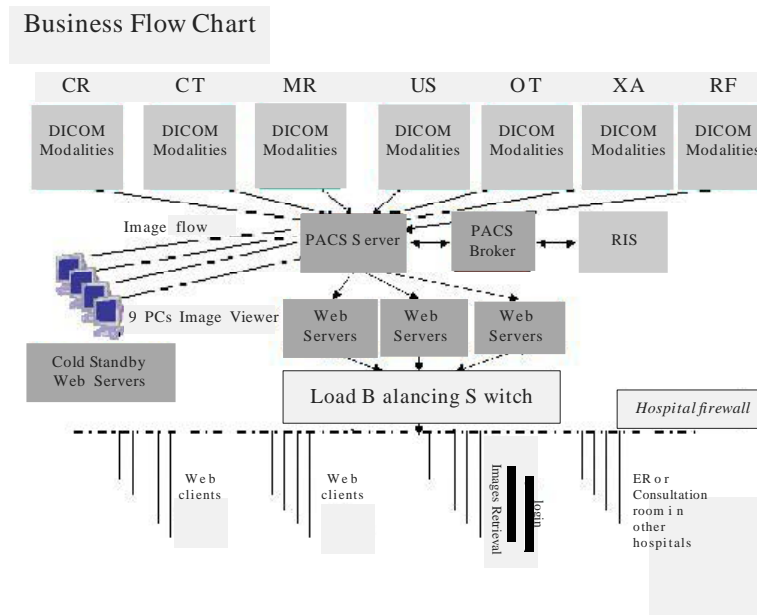 Business Flow Chart
CR CT MR US OT XA RF
DICOM
Modalities
DICOM
Modalities
DICOM
Modalities
DICOM
Modalities
DICOM
Modalities
DICOM
Modalities
DICOM
Modalities
Image flow
PACS Server
PACS
Broker
RIS
9 PCs Image Viewer
Web
Servers
Web
Servers
Web
Servers
Cold Standby
Web Servers
Load Balancing Switch
Hospital firewall
Web
clients
Web
clients
Images Retrieval
login
ER or
Consultation
room in
other
hospitals